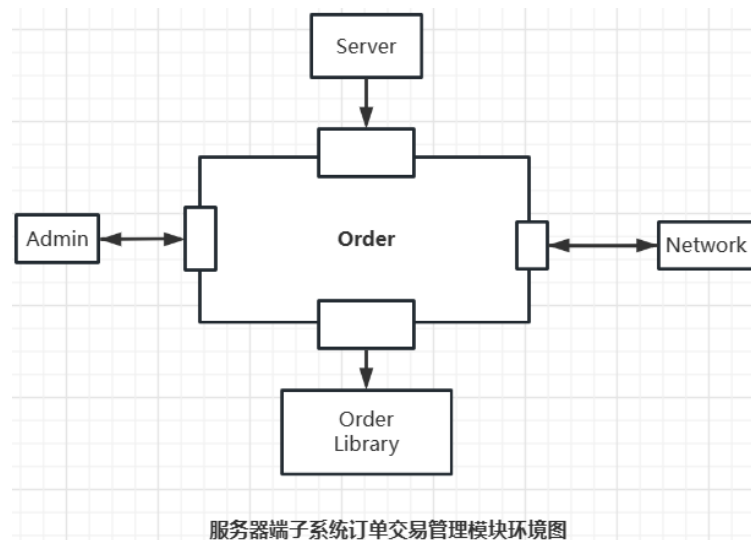 Server
Admin
Order
Network
Order
Library
服务器端子系统订单交易管理模块环境图